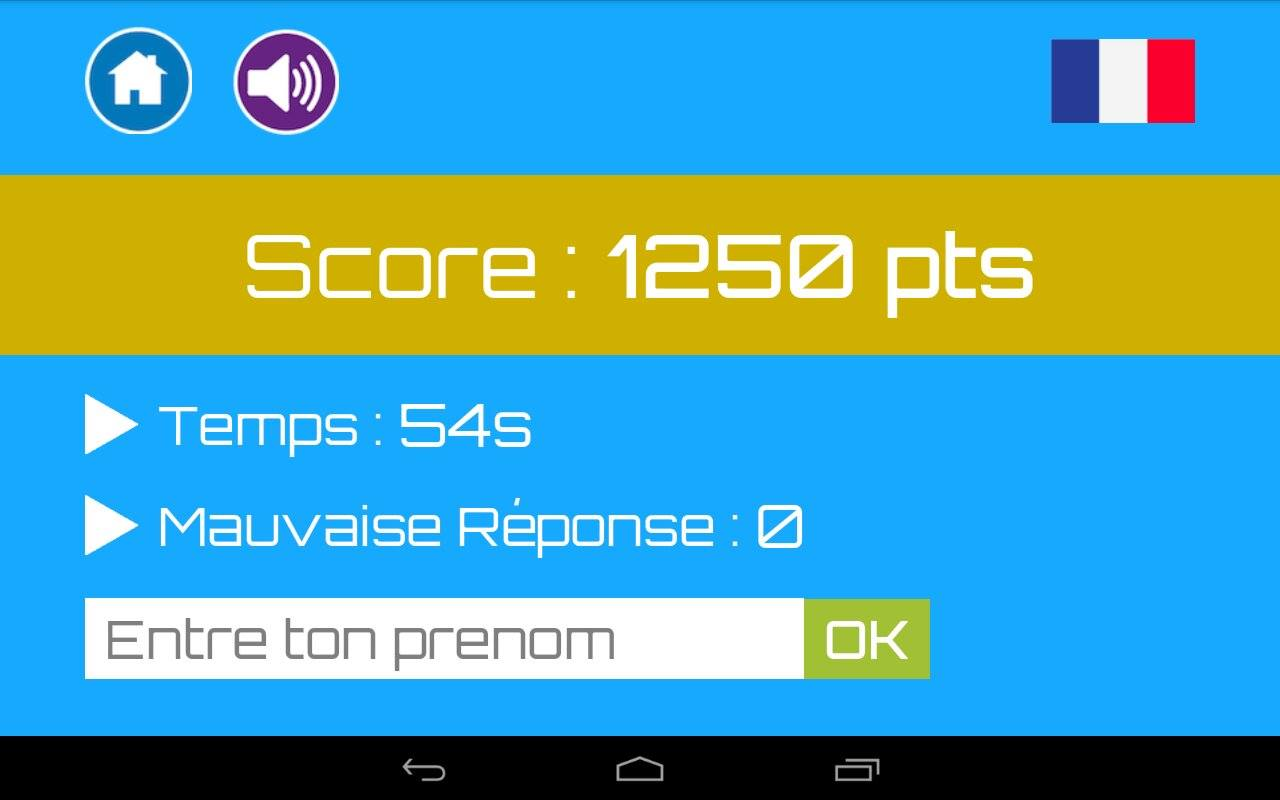 Score : 1250 pts
Temps : 54s
Mauvaise Réponse : 0
Entre ton prenom
OK